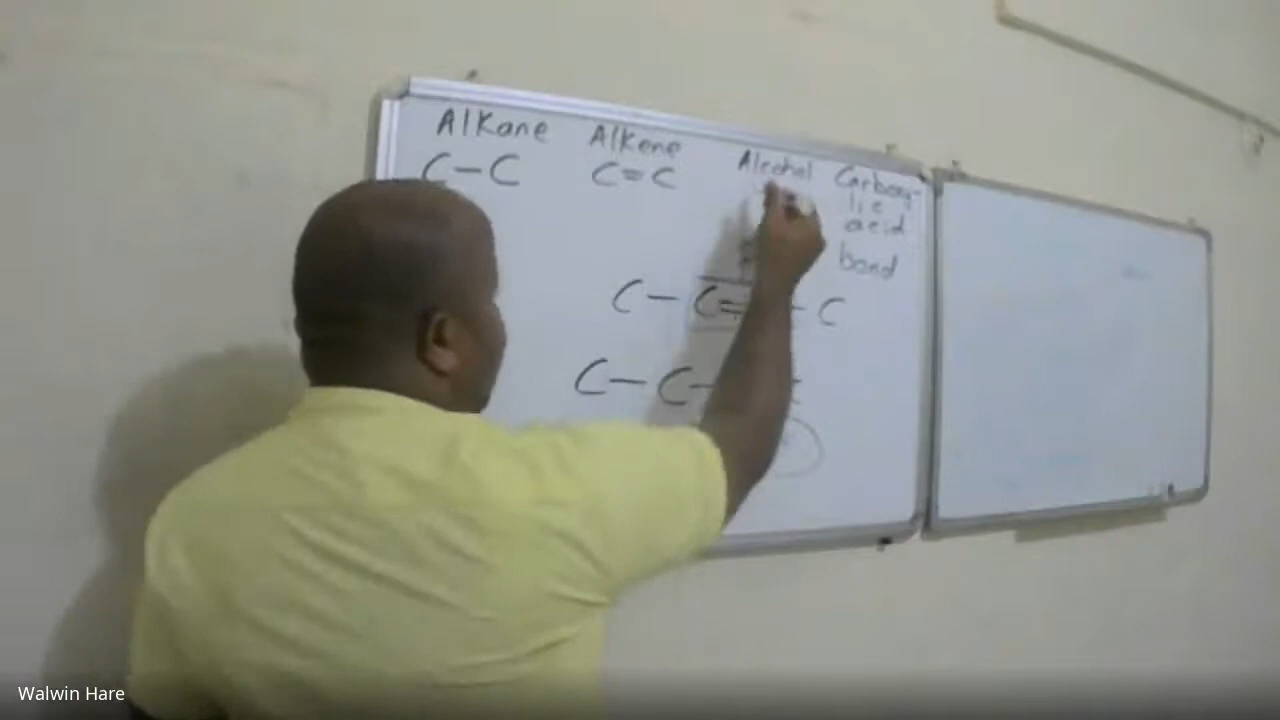 Alkane Alkene Alcohol Carboxy-
lic
acid
C-C C=C
bond
C-C= - C
C-C-
Walwin Hare